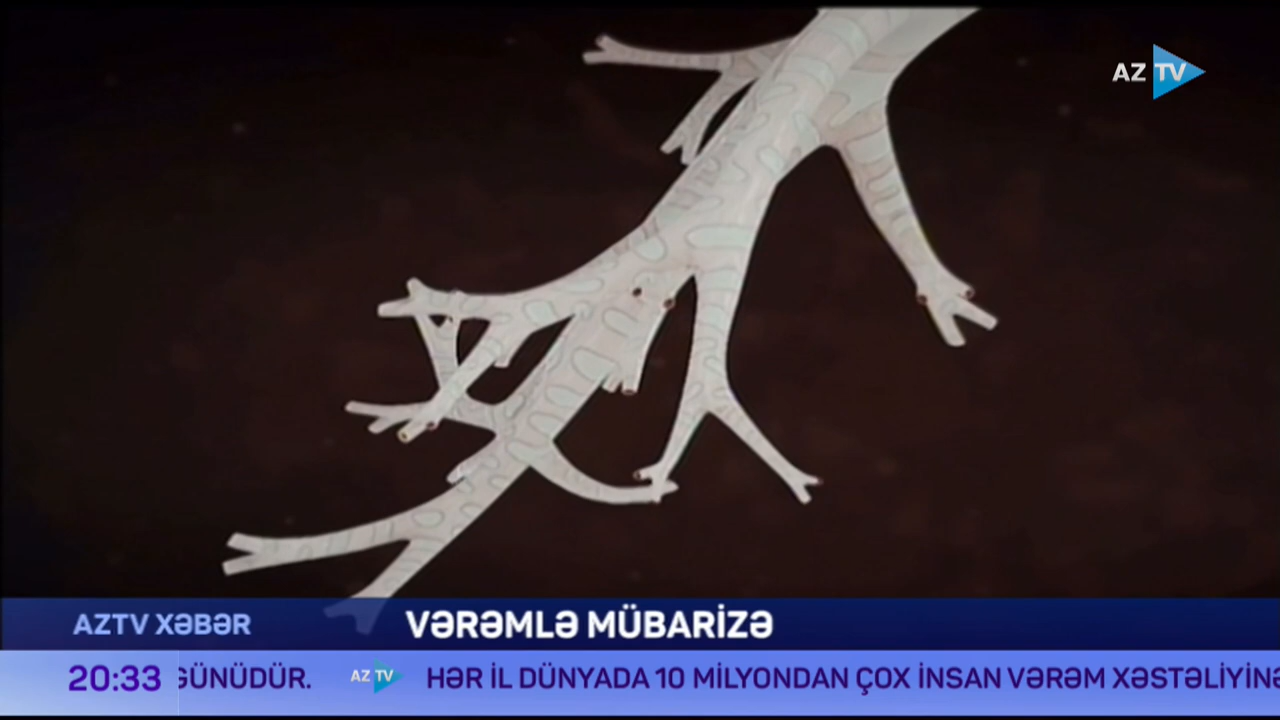 AZ TV
AZTV XƏBƏR
VƏRƏMLƏ MÜBARİZƏ
20:33
GÜNÜDÜR. AZ TV HƏR İL DÜNYADA 10 MİLYONDAN ÇOX İNSAN VƏRƏM XƏSTƏLİYİNƏ